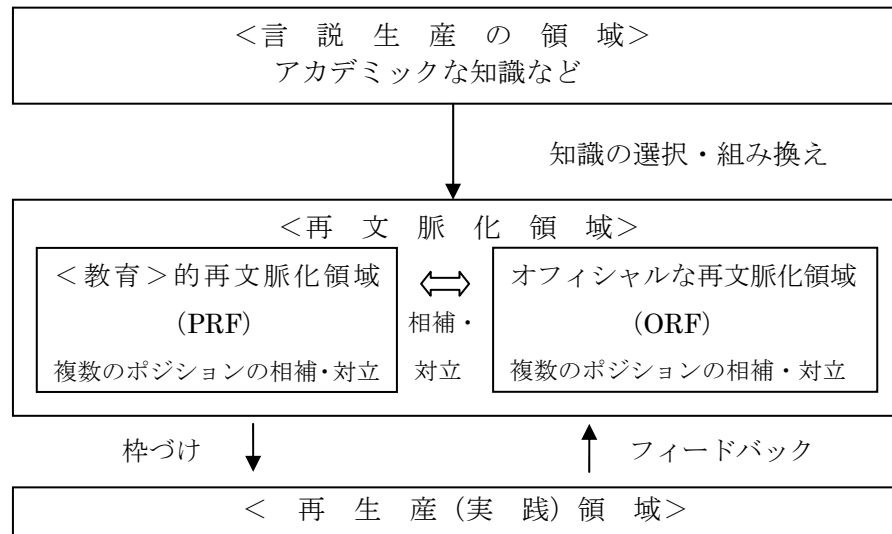 ＜言説生産の領域＞
アカデミックな知識など
知識の選択・組み換え
＜再文脈化領域＞
＜教育＞的再文脈化領域
（PRF）
複数のポジションの相補・対立
相補・
対立
オフィシャルな再文脈化領域
（ORF）
複数のポジションの相補・対立
枠づけ
フィードバック
＜再生産（実践）領域＞